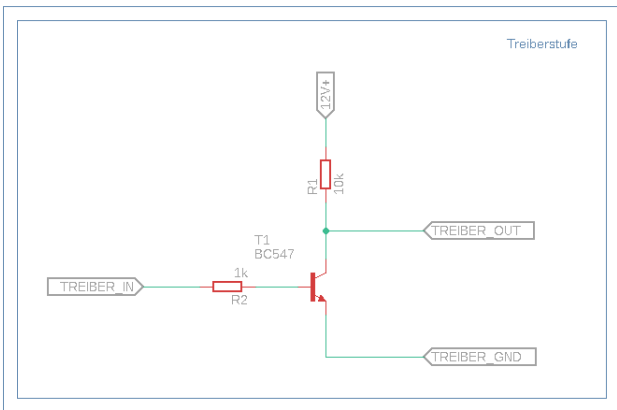 Treiberstufe
12V+
R1
10k
TREIBER_OUT
T1
BC547
1k
TREIBER_IN
R2
TREIBER_GND